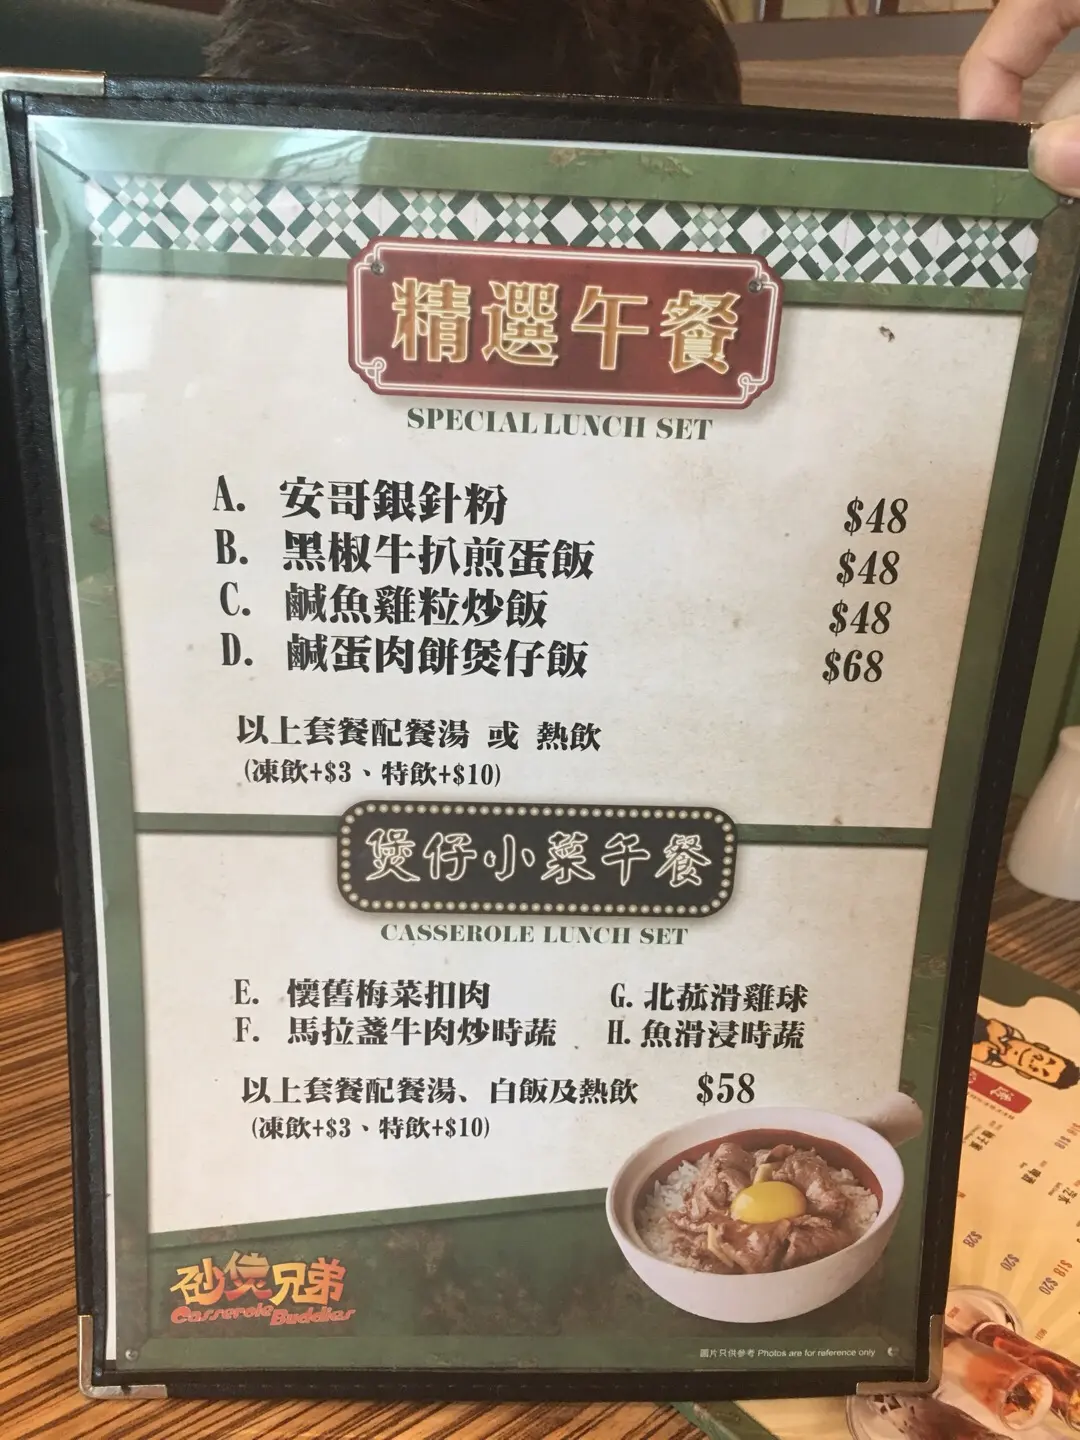 精選午餐
SPECIAL LUNCH SET
A. 安哥銀針粉 $48
B. 黑椒牛扒煎蛋飯 $48
C. 鹹魚雞粒炒飯 $48
D. 鹹蛋肉餅煲仔飯 $68
以上套餐配餐湯 或 熱飲
(凍飲+$3、特飲+$10)
煲仔小菜午餐
CASSEROLE LUNCH SET
E. 懷舊梅菜扣肉 G. 北菰滑雞球
F. 馬拉盞牛肉炒時蔬 H. 魚滑浸時蔬
以上套餐配餐湯、白飯及熱飲 $58
(凍飲+$3、特飲+$10)
砂煲兄弟
Casserole Buddies
圖片只供參考 Photos are for reference only
$28
$20
$18 $20